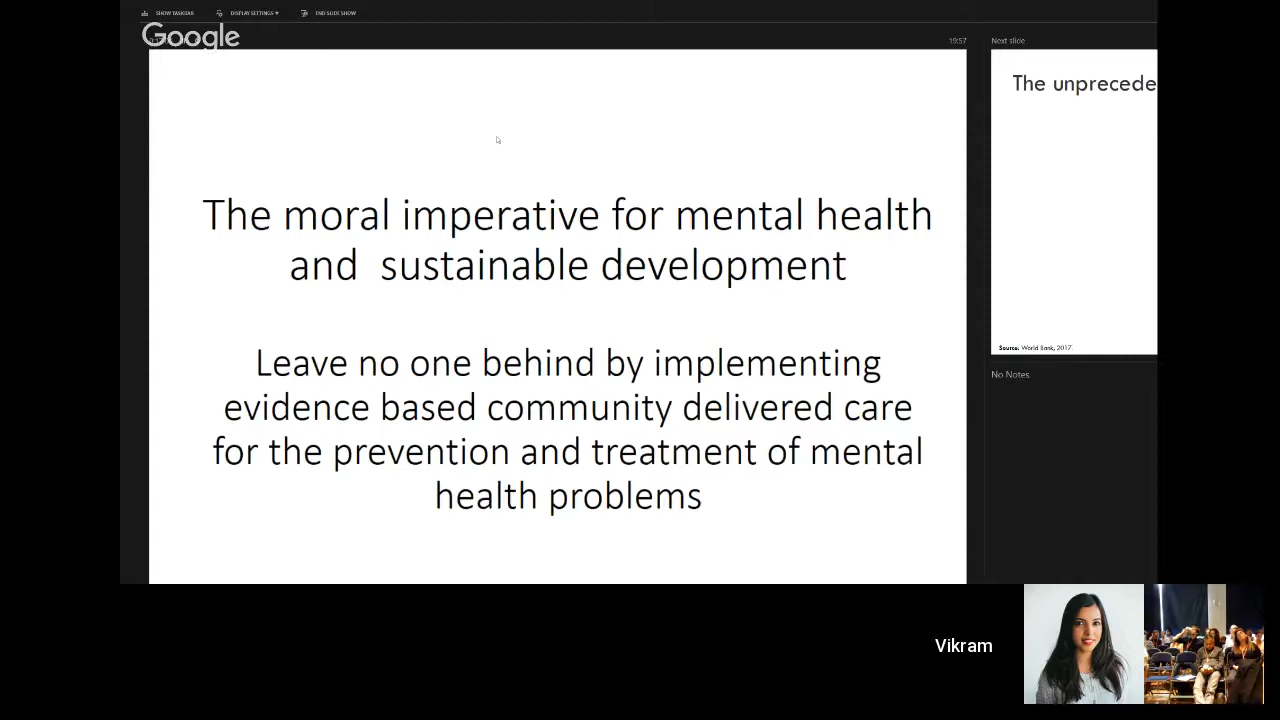 SHOW TASKBAR DISPLAY SETTINGS ▾ END SLIDE SHOW
Google
19:57
Next slide
The unprecede
The moral imperative for mental health
and sustainable development
Leave no one behind by implementing
evidence based community delivered care
for the prevention and treatment of mental
health problems
Source: World Bank, 2017.
No Notes.
Vikram